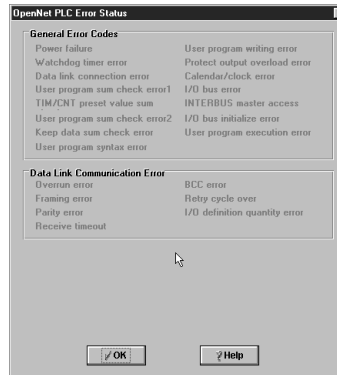 OpenNet PLC Error Status
General Error Codes
Power failure
Watchdog timer error
Data link connection error
User program sum check error1
TIM/CNT preset value sum
User program sum check error2
Keep data sum check error
User program syntax error
User program writing error
Protect output overload error
Calendar/clock error
I/O bus error
INTERBUS master access
I/O bus initialize error
User program execution error
Data Link Communication Error
Overrun error
Framing error
Parity error
Receive timeout
BCC error
Retry cycle over
I/O definition quantity error
OK
Help